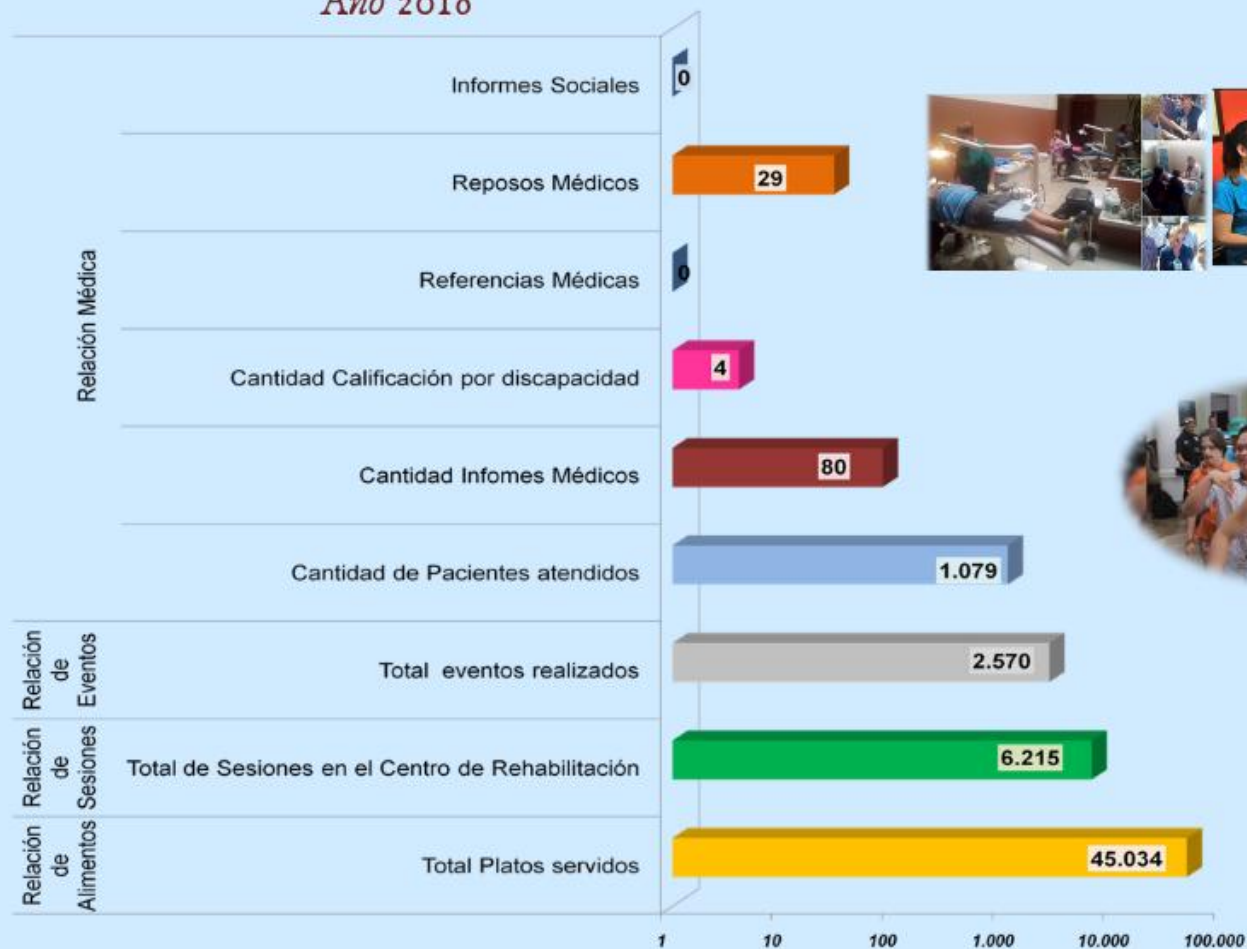 Año 2018
Relación Médica
Informes Sociales
0
Reposos Médicos
29
Referencias Médicas
0
Cantidad Calificación por discapacidad
4
Cantidad Infomes Médicos
80
Cantidad de Pacientes atendidos
1.079
Relación
de
Eventos
Total eventos realizados
2.570
Relación
de
Sesiones
Total de Sesiones en el Centro de Rehabilitación
6.215
Relación
de
Alimentos
Total Platos servidos
45.034
1
10
100
1.000
10.000
100.000